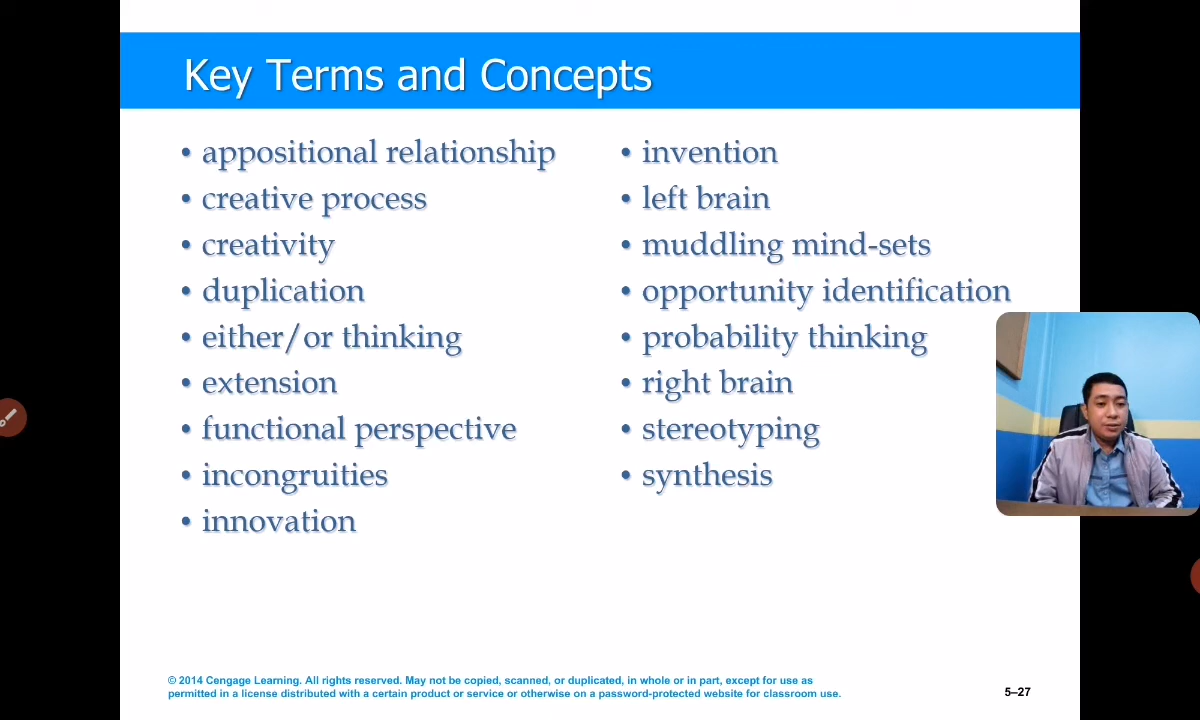 Key Terms and Concepts
• appositional relationship
• creative process
• creativity
• duplication
• either/or thinking
• extension
• functional perspective
• incongruities
• innovation
• invention
• left brain
• muddling mind-sets
• opportunity identification
• probability thinking
• right brain
• stereotyping
• synthesis
© 2014 Cengage Learning. All rights reserved. May not be copied, scanned, or duplicated, in whole or in part, except for use as
permitted in a license distributed with a certain product or service or otherwise on a password-protected website for classroom use.
5–27